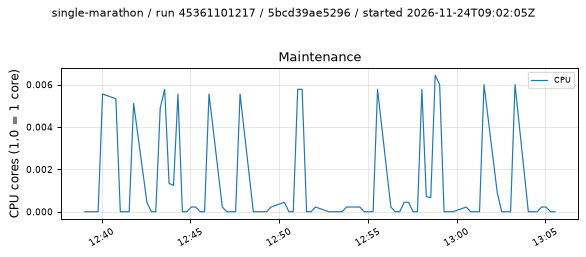 single-marathon / run 45361101217 / 5bcd39ae5296 / started 2026-11-24T09:02:05Z
Maintenance
CPU
CPU cores (1.0 = 1 core)
0.006
0.004
0.002
0.000
12:40
12:45
12:50
12:55
13:00
13:05